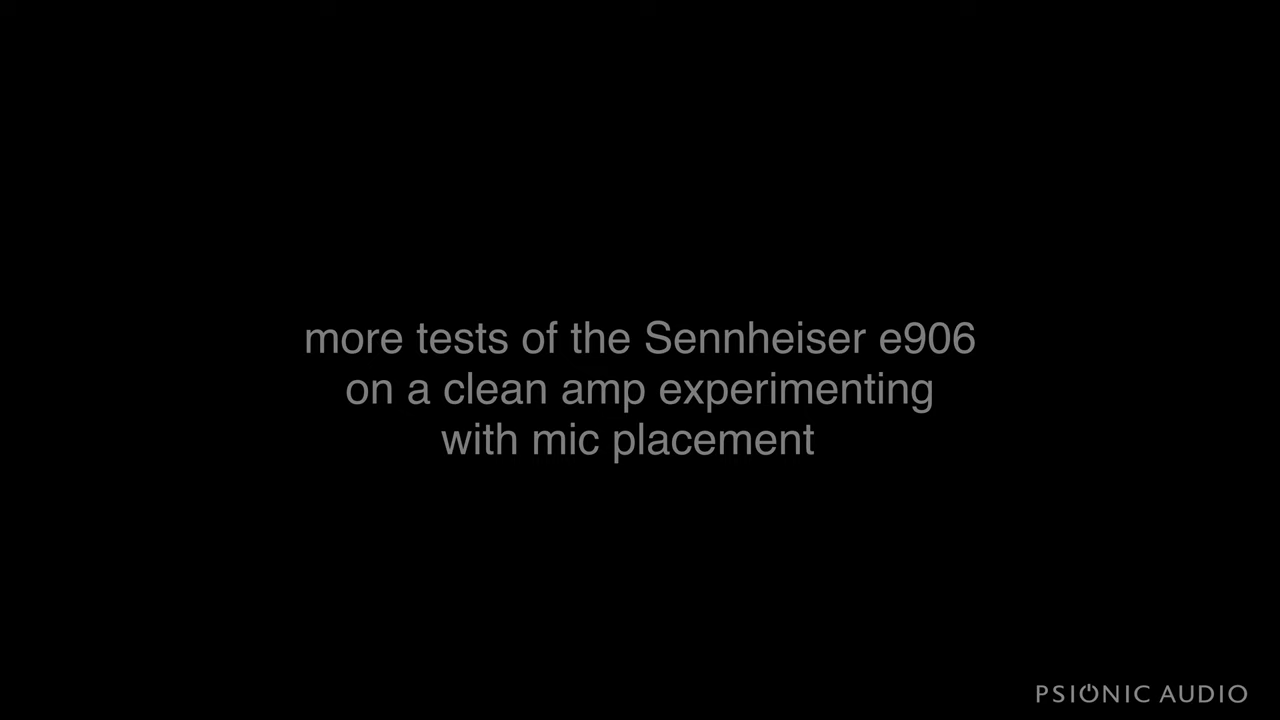 more tests of the Sennheiser e906
on a clean amp experimenting
with mic placement
PSIONIC AUDIO